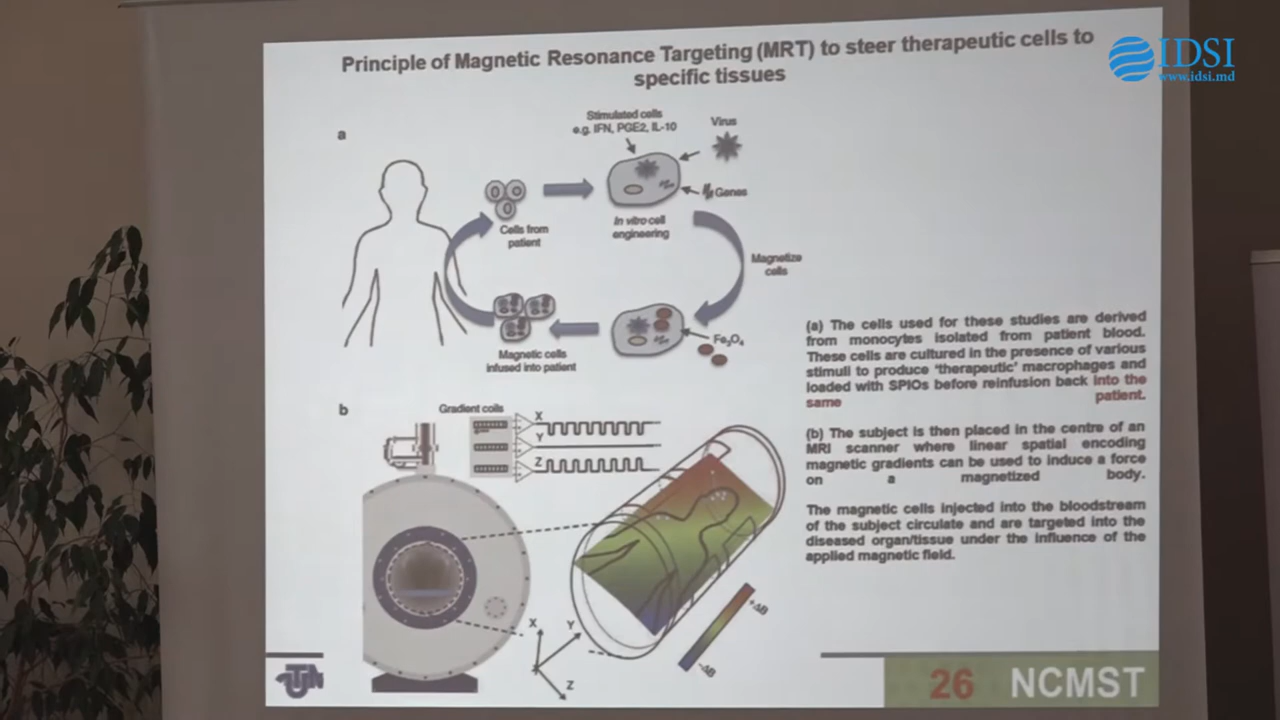 Principle of Magnetic Resonance Targeting (MRT) to steer therapeutic cells to
specific tissues
IDSI
www.idsi.md
a
Stimulated cells
e.g. IFN, PGE2, IL-10
Virus
Genes
Cells from
patient
In vitro cell
engineering
Magnetize
cells
Fe3O4
Magnetic cells
infused into patient
(a) The cells used for these studies are derived
from monocytes isolated from patient blood.
These cells are cultured in the presence of various
stimuli to produce 'therapeutic' macrophages and
loaded with SPIOs before reinfusion back into the
same patient.
b
Gradient coils
X
Y
Z
(b) The subject is then placed in the centre of an
MRI scanner where linear spatial encoding
magnetic gradients can be used to induce a force
on a magnetized body.
The magnetic cells injected into the bloodstream
of the subject circulate and are targeted into the
diseased organ/tissue under the influence of the
applied magnetic field.
+ΔB
-ΔB
X
Y
Z
UTM
26 NCMST